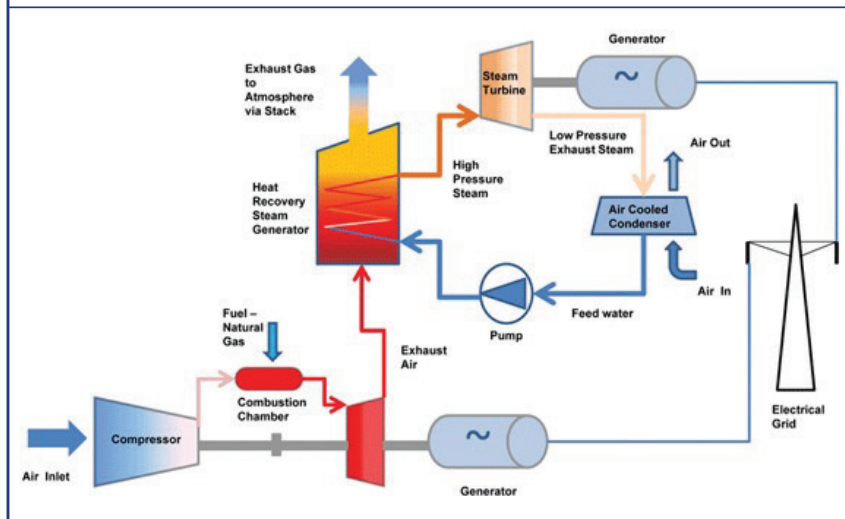 Generator
Exhaust Gas
to
Atmosphere
via Stack
Steam
Turbine
~
Low Pressure
Exhaust Steam
Air Out
High
Pressure
Steam
Heat
Recovery
Steam
Generator
Air Cooled
Condenser
Air In
Feed water
Pump
Fuel –
Natural
Gas
Exhaust
Air
Combustion
Chamber
Electrical
Grid
Compressor
~
Air Inlet
Generator